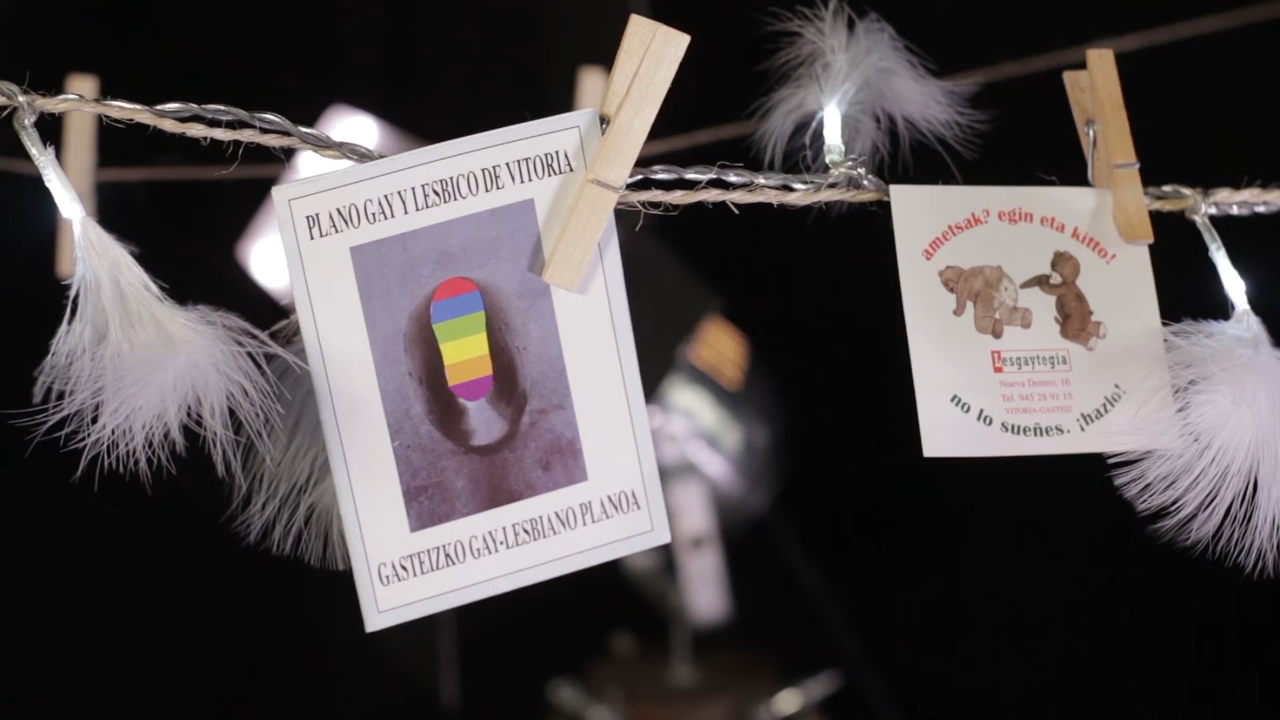 PLANO GAY Y LESBICO DE VITORIA
GASTEIZKO GAY-LESBIANO PLANOA
ametsak? egin eta kitto!
Lesgaytegia
Nueva Dentro, 16
Tel. 945 28 91 15
VITORIA-GASTEIZ
no lo sueñes. ¡hazlo!